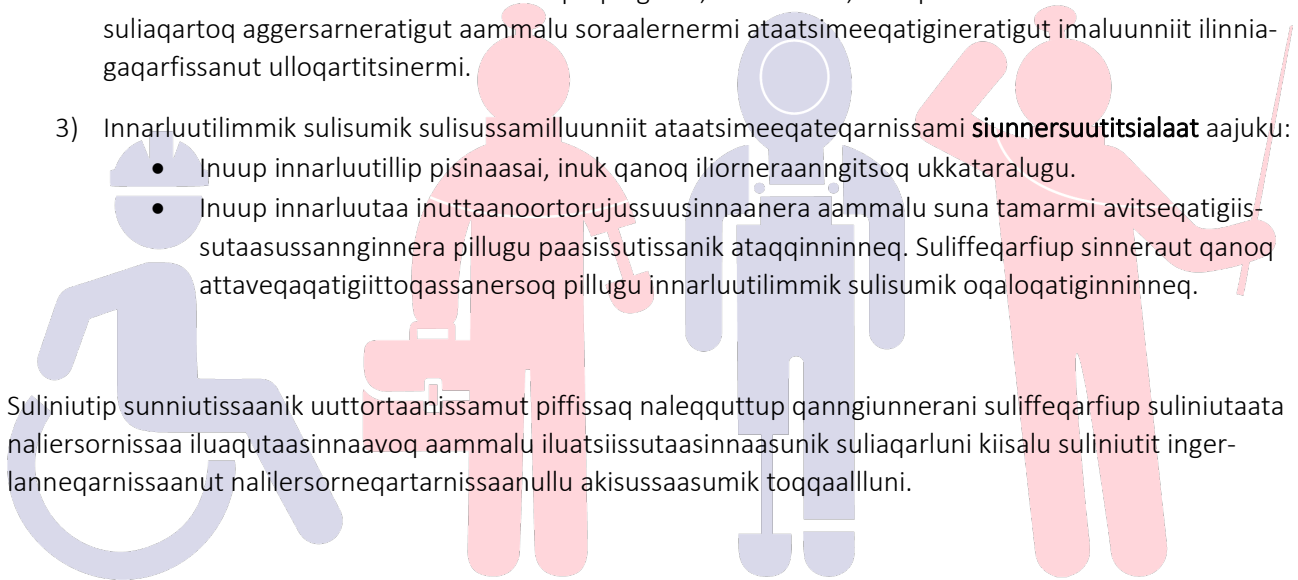 suliaqartoq aggersarneratigut aammalu soraalernermi ataatsimeeqatigineratigut imaluunniit ilinnia-
gaqarfissanut ulloqartitsinermi.
3) Innarluutilimmik sulisumik sulisussamilluunniit ataatsimeeqateqarnissami siunnersuutitsialaat aajuku:
• Inuup innarluutillip pisinaasai, inuk qanoq iliorneraanngitsoq ukkataralugu.
• Inuup innarluutaa inuttaanoortorujussuusinnaanera aammalu suna tamarmi avitseqatigiis-
sutaasussannginnera pillugu paasissutissanik ataqqinninneq. Suliffeqarfiup sinneraut qanoq
attaveqaqatigiittoqassanersoq pillugu innarluutilimmik sulisumik oqaloqatiginninneq.
Suliniutip sunniutissaanik uuttortaanissamut piffissaq naleqquttup qanngiunnerani suliffeqarfiup suliniutaata
naliersornissaa iluaqutaasinnaavoq aammalu iluatsiissutaasinnaasunik suliaqarluni kiisalu suliniutit inger-
lanneqarnissaanut nalilersorneqartarnissaanullu akisussaasumik toqqaallluni.